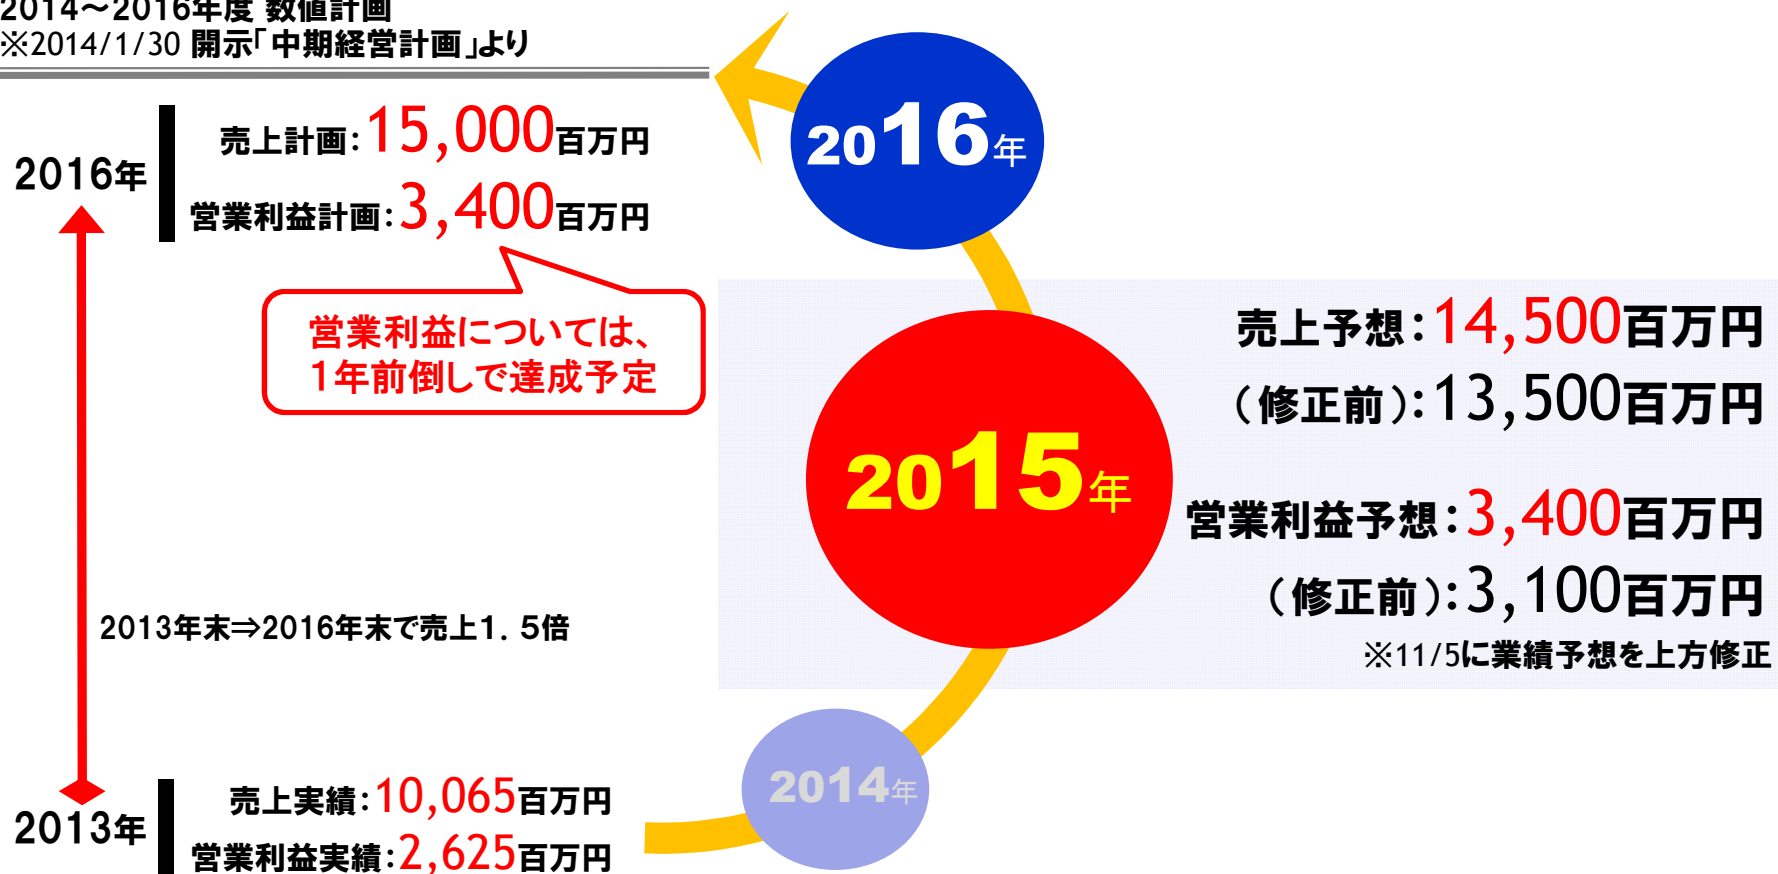 2014～2016年度 数値計画
※2014/1/30 開示「中期経営計画」より
2016年
売上計画：15,000百万円
営業利益計画：3,400百万円
営業利益については、
1年前倒しで達成予定
2013年末⇒2016年末で売上1．5倍
2013年
売上実績：10,065百万円
営業利益実績：2,625百万円
2016年
2015年
2014年
売上予想：14,500百万円
（修正前）：13,500百万円
営業利益予想：3,400百万円
（修正前）：3,100百万円
※11/5に業績予想を上方修正